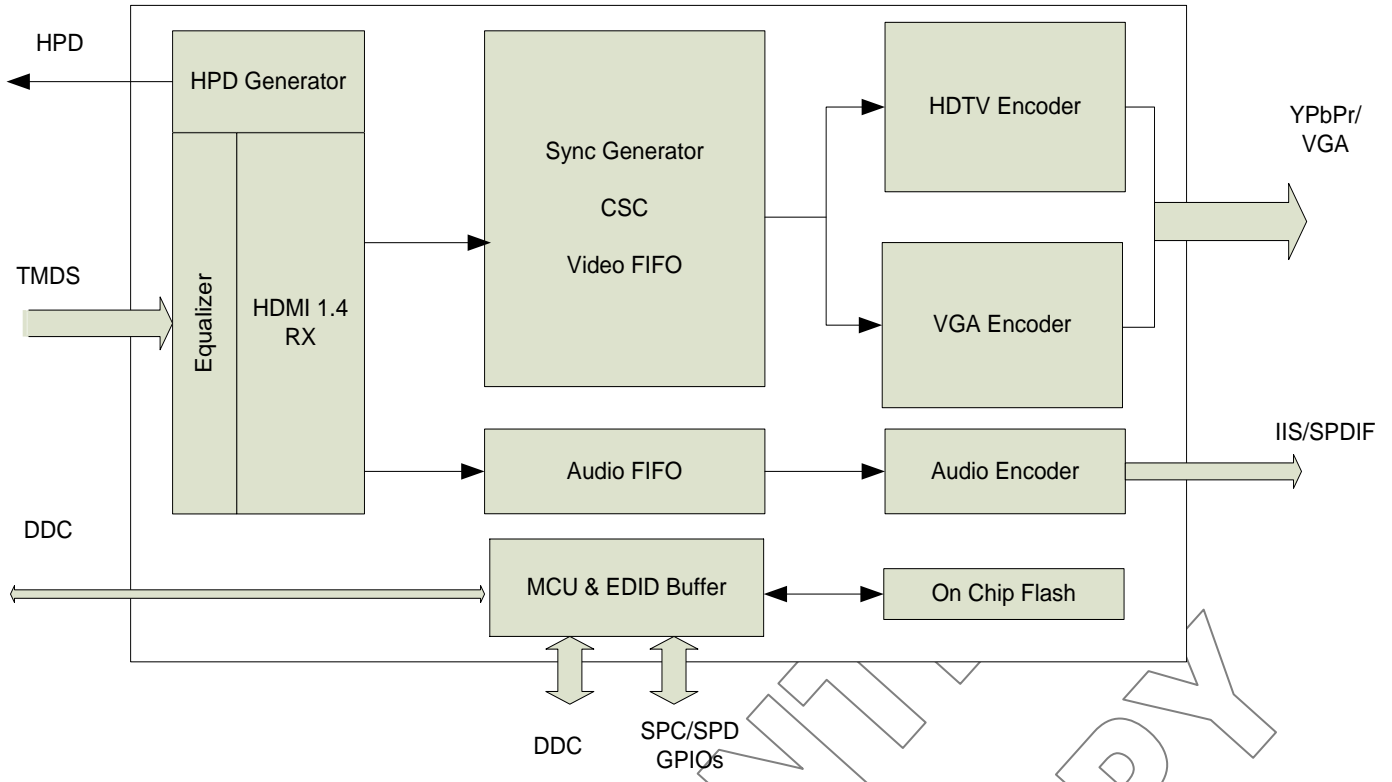 HPD
HPD Generator
Equalizer
HDMI 1.4
RX
TMDS
DDC
Sync Generator
CSC
Video FIFO
HDTV Encoder
VGA Encoder
YPbPr/
VGA
Audio FIFO
Audio Encoder
IIS/SPDIF
MCU & EDID Buffer
On Chip Flash
DDC
SPC/SPD
GPIOs